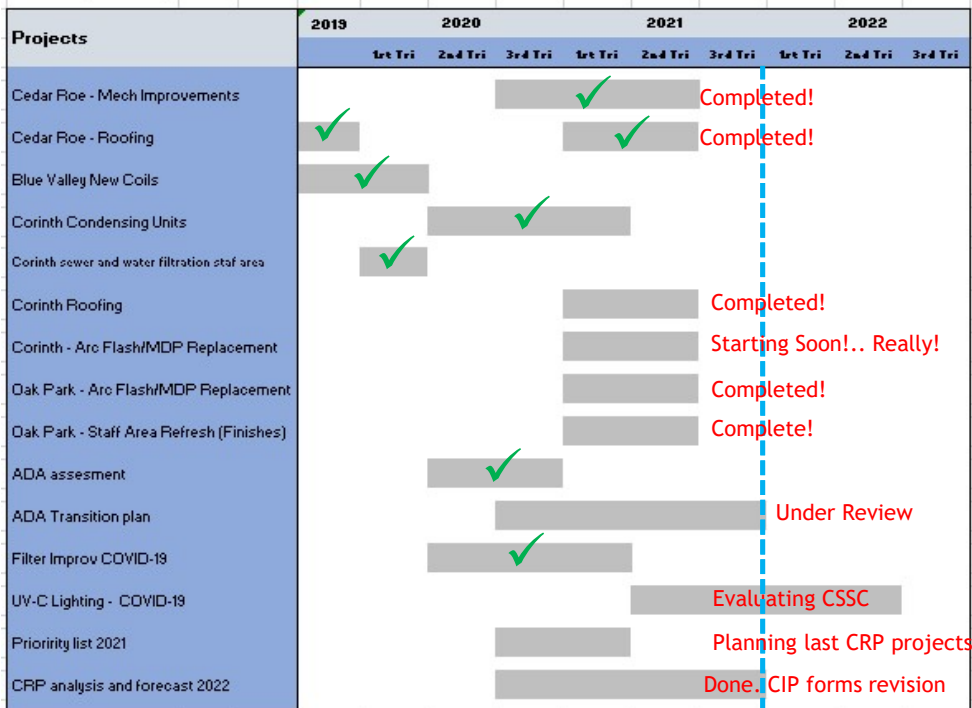 Projects 2019 2020 2021 2022
1rt Tri 2nd Tri 3rd Tri 1rt Tri 2nd Tri 3rd Tri 1rt Tri 2nd Tri 3rd Tri
Cedar Roe - Mech Improvements Completed!
Cedar Roe - Roofing Completed!
Blue Valley New Coils
Corinth Condensing Units
Corinth sewer and water filtration staf area
Corinth Roofing Completed!
Corinth - Arc Flash/MDP Replacement Starting Soon!.. Really!
Oak Park - Arc Flash/MDP Replacement Completed!
Oak Park - Staff Area Refresh (Finishes) Complete!
ADA assesment
ADA Transition plan Under Review
Filter Improv COVID-19
UV-C Lighting - COVID-19 Evaluating CSSC
Prioririty list 2021 Planning last CRP projects
CRP analysis and forecast 2022 Done. CIP forms revision